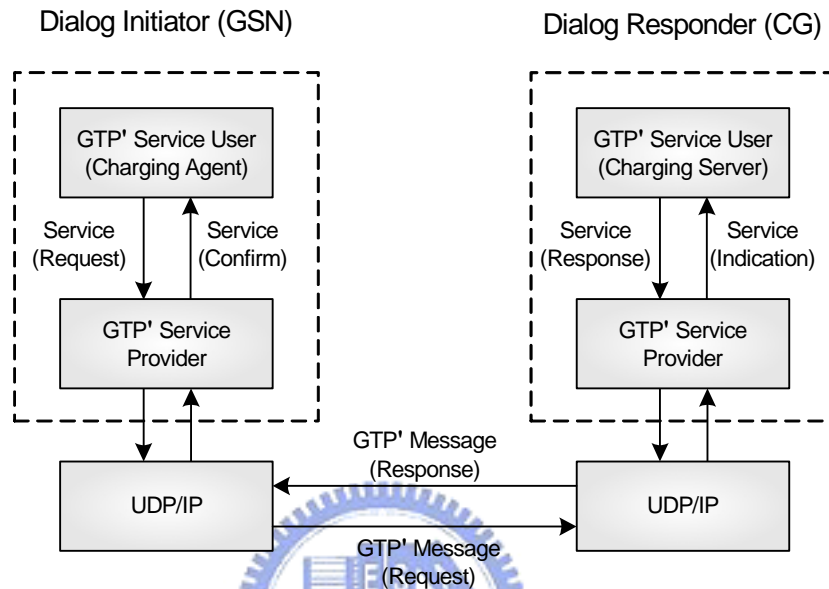 Dialog Initiator (GSN)
Dialog Responder (CG)
GTP' Service User
(Charging Agent)
GTP' Service User
(Charging Server)
Service
(Request)
Service
(Confirm)
Service
(Response)
Service
(Indication)
GTP' Service
Provider
GTP' Service
Provider
GTP' Message
(Response)
UDP/IP
UDP/IP
GTP' Message
(Request)